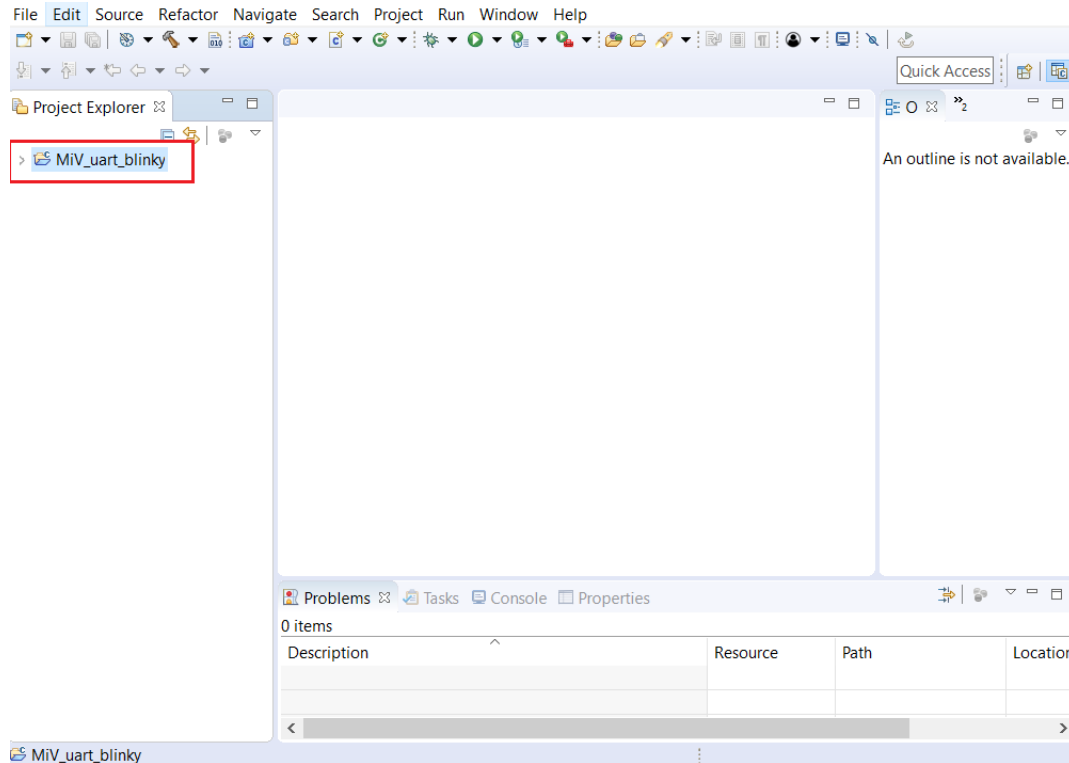 File Edit Source Refactor Navigate Search Project Run Window Help
Quick Access
Project Explorer
O »2
MiV_uart_blinky
An outline is not available.
Problems Tasks Console Properties
0 items
Description Resource Path Location
MiV_uart_blinky